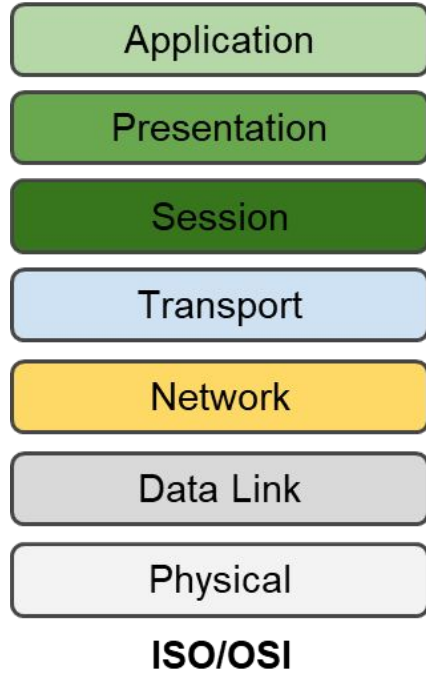 Application
Presentation
Session
Transport
Network
Data Link
Physical
ISO/OSI